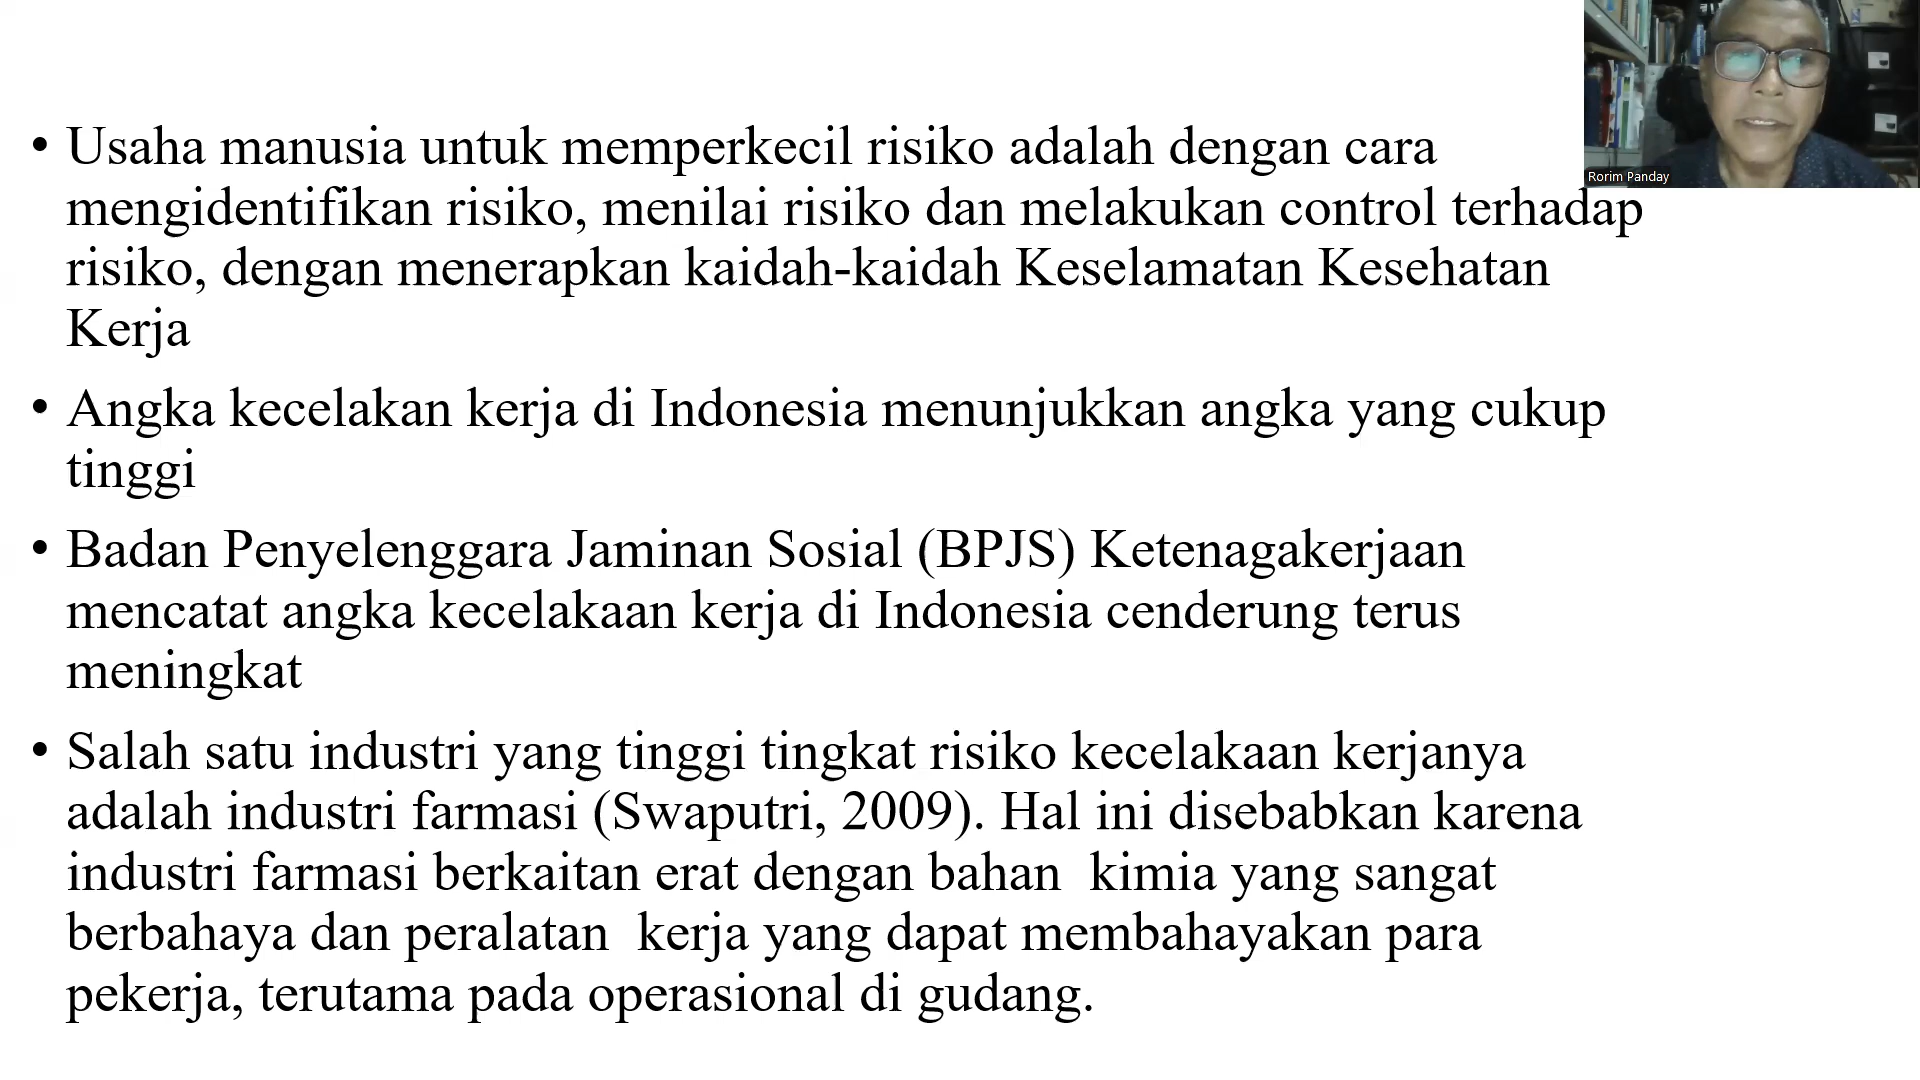 • Usaha manusia untuk memperkecil risiko adalah dengan cara
mengidentifikan risiko, menilai risiko dan melakukan control terhadap
risiko, dengan menerapkan kaidah-kaidah Keselamatan Kesehatan
Kerja
• Angka kecelakan kerja di Indonesia menunjukkan angka yang cukup
tinggi
• Badan Penyelenggara Jaminan Sosial (BPJS) Ketenagakerjaan
mencatat angka kecelakaan kerja di Indonesia cenderung terus
meningkat
• Salah satu industri yang tinggi tingkat risiko kecelakaan kerjanya
adalah industri farmasi (Swaputri, 2009). Hal ini disebabkan karena
industri farmasi berkaitan erat dengan bahan  kimia yang sangat
berbahaya dan peralatan  kerja yang dapat membahayakan para
pekerja, terutama pada operasional di gudang.
Rorim Panday